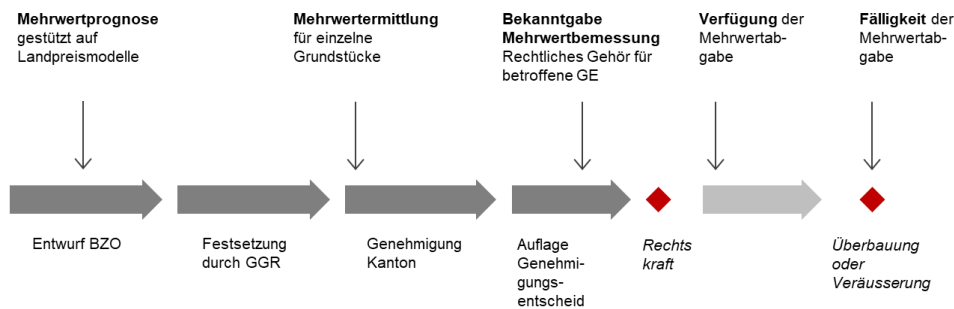 Mehrwertprognose
gestützt auf
Landpreismodelle
Mehrwertermittlung
für einzelne
Grundstücke
Bekanntgabe
Mehrwertbemessung
Rechtliches Gehör für
betroffene GE
Verfügung der
Mehrwertab-
gabe
Fälligkeit der
Mehrwertab-
gabe
Entwurf BZO
Festsetzung
durch GGR
Genehmigung
Kanton
Auflage
Genehmi-
gungs-
entscheid
Rechts
kraft
Überbauung
oder
Veräusserung